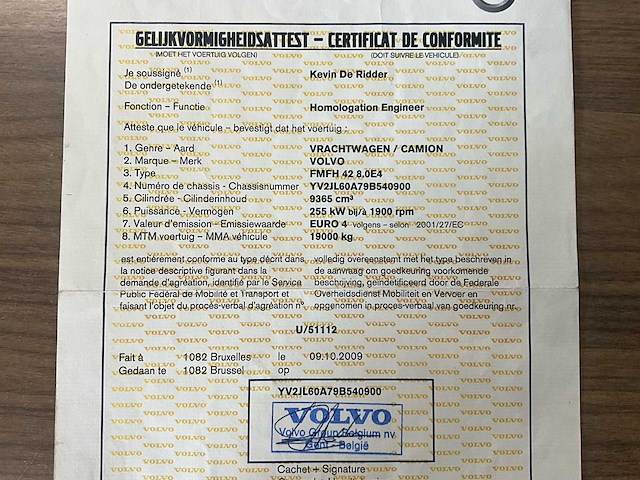 GELIJKVORMIGHEIDSATTEST – CERTIFICAT DE CONFORMITE
(MOET HET VOERTUIG VOLGEN) (DOIT SUIVRE LE VEHICULE)
Je soussigné (1) Kevin De Ridder
De ondergetekende (1)
Fonction – Functie Homologation Engineer
Atteste que le véhicule – bevestigt dat het voertuig :
1. Genre – Aard VRACHTWAGEN / CAMION
2. Marque – Merk VOLVO
3. Type FMFH 42 8,0E4
4. Numéro de chassis - Chassisnummer YV2JL60A79B540900
5. Cilindrée - Cilindennhoud 9365 cm³
6. Puissance - Vermogen 255 kW bij/à 1900 rpm
7. Valeur d'emission - Emissiewaarde EURO 4 volgens – selon 2001/27/EC
8. MTM voertuig – MMA véhicule 19000 kg
est entièrement conforme au type décrit dans
la notice descriptive figurant dans la
demande d'agréation, identifié par le Service
Public Fédéral de Mobilité et Transport et
faisant l'objet du procès-verbal d'agréation n°
volledig overeenstemt met het type beschreven in
de aanvraag om goedkeuring voorkomende
beschrijving, geïndetifieerd door de Federale
Overheidsdienst Mobiliteit en Vervoer en
opgenomen in proces verbaal van goedkeuring nr.
U/51112
Fait à 1082 Bruxelles le 09.10.2009
Gedaan te 1082 Brussel op
YV2JL60A79B540900
VOLVO
Volvo Group Belgium nv
Gent - België
Cachet + Signature